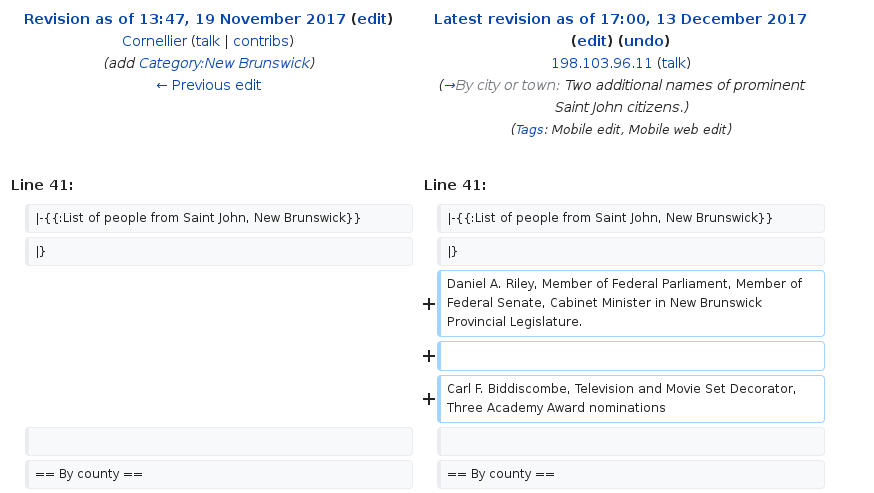 Revision as of 13:47, 19 November 2017 (edit)
Cornellier (talk | contribs)
(add Category:New Brunswick)
← Previous edit
Latest revision as of 17:00, 13 December 2017
(edit) (undo)
198.103.96.11 (talk)
(→By city or town: Two additional names of prominent
Saint John citizens.)
(Tags: Mobile edit, Mobile web edit)
Line 41:
Line 41:
|-{{:List of people from Saint John, New Brunswick}}
|-{{:List of people from Saint John, New Brunswick}}
|}
|}
+ Daniel A. Riley, Member of Federal Parliament, Member of
Federal Senate, Cabinet Minister in New Brunswick
Provincial Legislature.
+
+ Carl F. Biddiscombe, Television and Movie Set Decorator,
Three Academy Award nominations
== By county ==
== By county ==